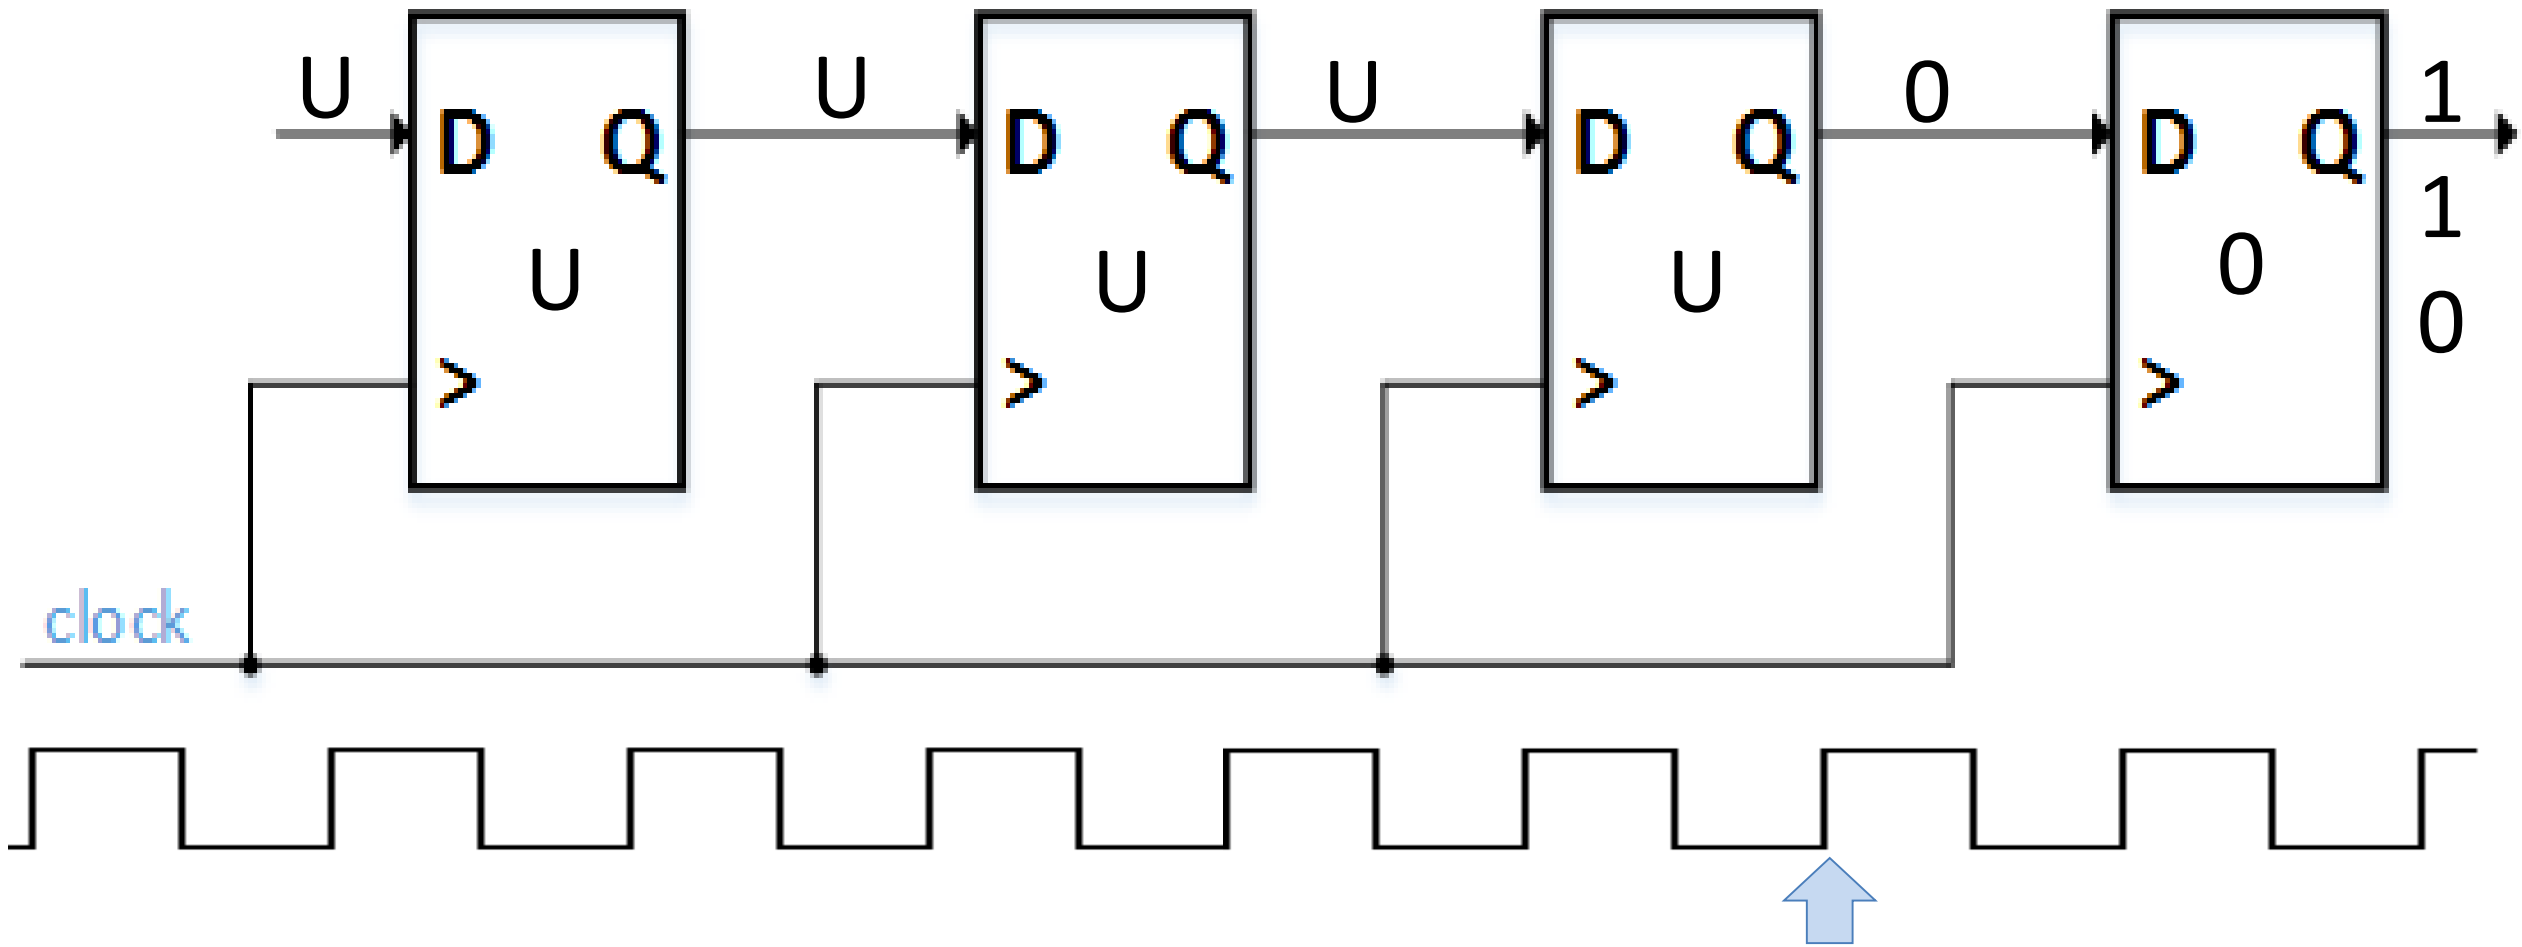 U U U 0 1
D Q D Q D Q D Q
1
U U U 0
0
> > > >
clock